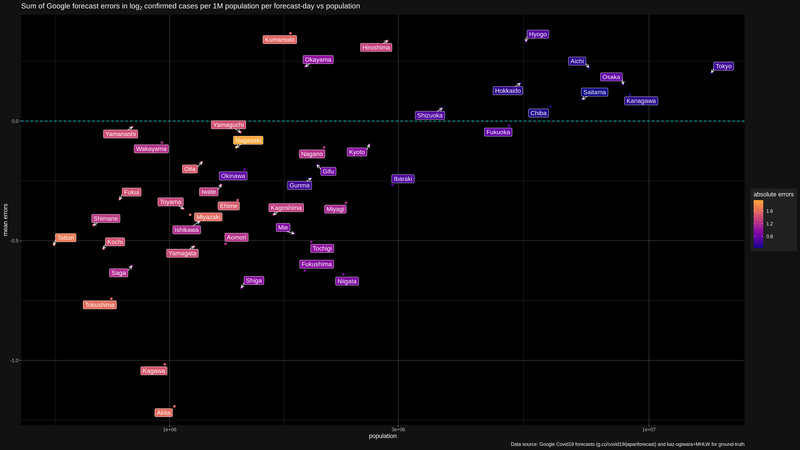 Sum of Google forecast errors in log₂ confirmed cases per 1M population per forecast-day vs population
Hyogo
Kumamoto
Hiroshima
Okayama
Aichi
Tokyo
Osaka
Hokkaido
Saitama
Kanagawa
Shizuoka
Chiba
0.0
Yamaguchi
Yamanashi
Fukuoka
Nagasaki
Wakayama
Nagano
Kyoto
Oita
Gifu
Okinawa
Ibaraki
Gunma
Fukui
Iwate
Toyama
Ehime
Kagoshima
Miyagi
Shimane
Miyazaki
Ishikawa
Mie
Tottori
Aomori
-0.5
Kochi
Tochigi
Yamagata
Fukushima
Saga
Shiga
Niigata
Tokushima
-1.0
Kagawa
Akita
mean errors
1e+06
3e+06
1e+07
population
absolute errors
1.6
1.2
0.8
Data source: Google Covid19 forecasts (g.co/covid19/japanforecast) and kaz-ogiwara+MHLW for ground-truth